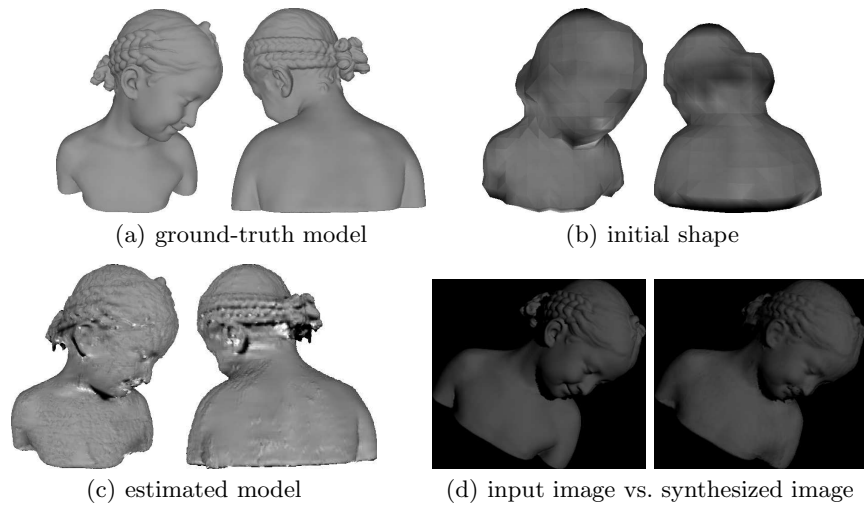 (a) ground-truth model
(b) initial shape
(c) estimated model
(d) input image vs. synthesized image